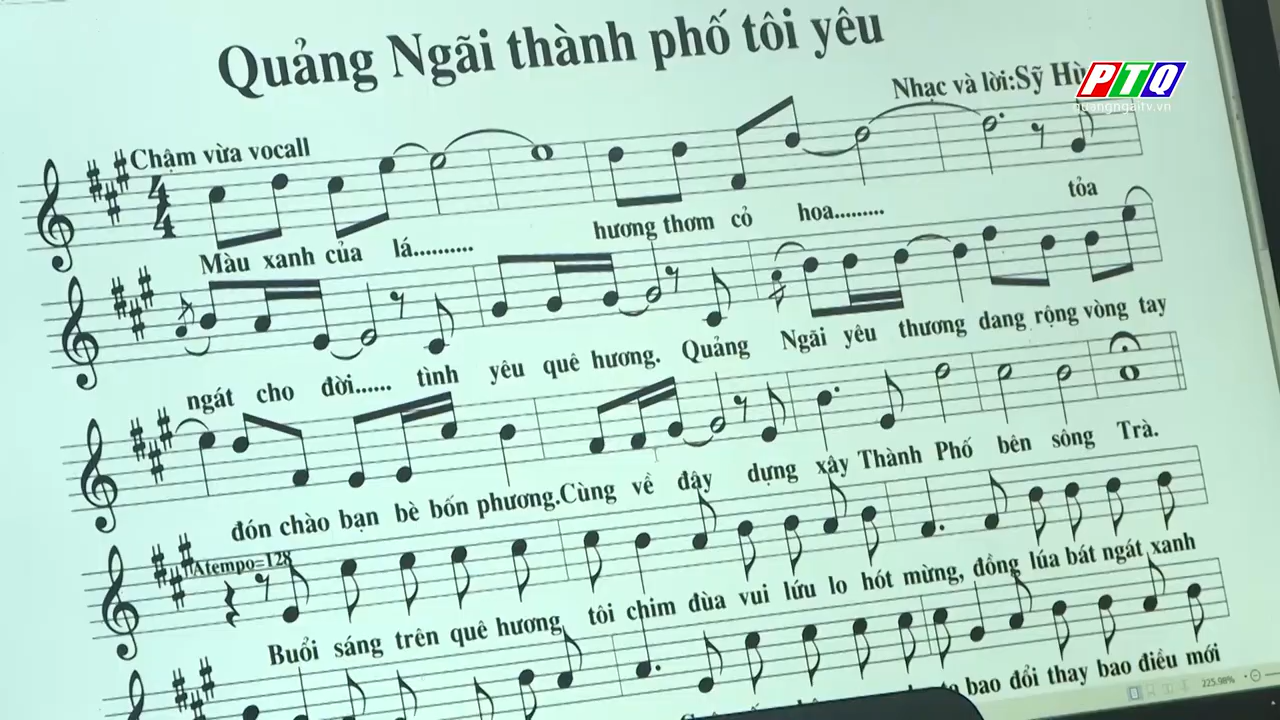 Quảng Ngãi thành phố tôi yêu
Nhạc và lời:Sỹ
PTQ
quangngaitv.vn
Chậm vừa vocall
Màu xanh của lá.......... hương thơm cỏ hoa......... tỏa
ngát cho đời...... tình yêu quê hương. Quảng Ngãi yêu thương dang rộng vòng tay
đón chào bạn bè bốn phương.Cùng về đây dựng xây Thành Phố bên sông Trà.
Atempo=128
Buổi sáng trên quê hương tôi chim đùa vui lứu lo hót mừng, đồng lúa bát ngát xanh
bao đổi thay bao điều mới
225.98%